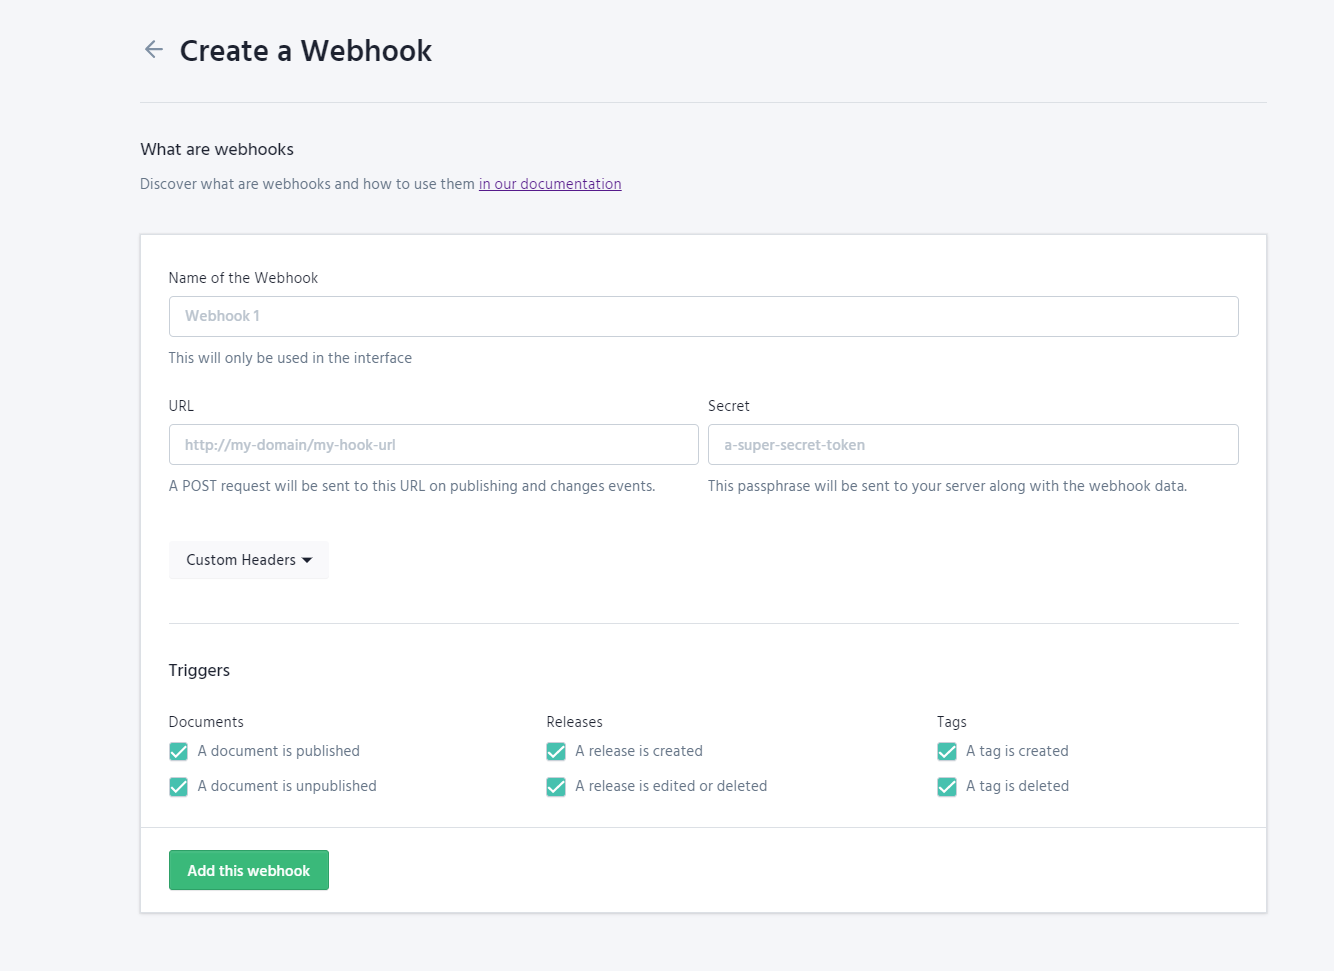 Create a Webhook
What are webhooks
Discover what are webhooks and how to use them in our documentation
Name of the Webhook
Webhook 1
This will only be used in the interface
URL
http://my-domain/my-hook-url
A POST request will be sent to this URL on publishing and changes events.
Secret
a-super-secret-token
This passphrase will be sent to your server along with the webhook data.
Custom Headers
Triggers
Documents
A document is published
A document is unpublished
Releases
A release is created
A release is edited or deleted
Tags
A tag is created
A tag is deleted
Add this webhook